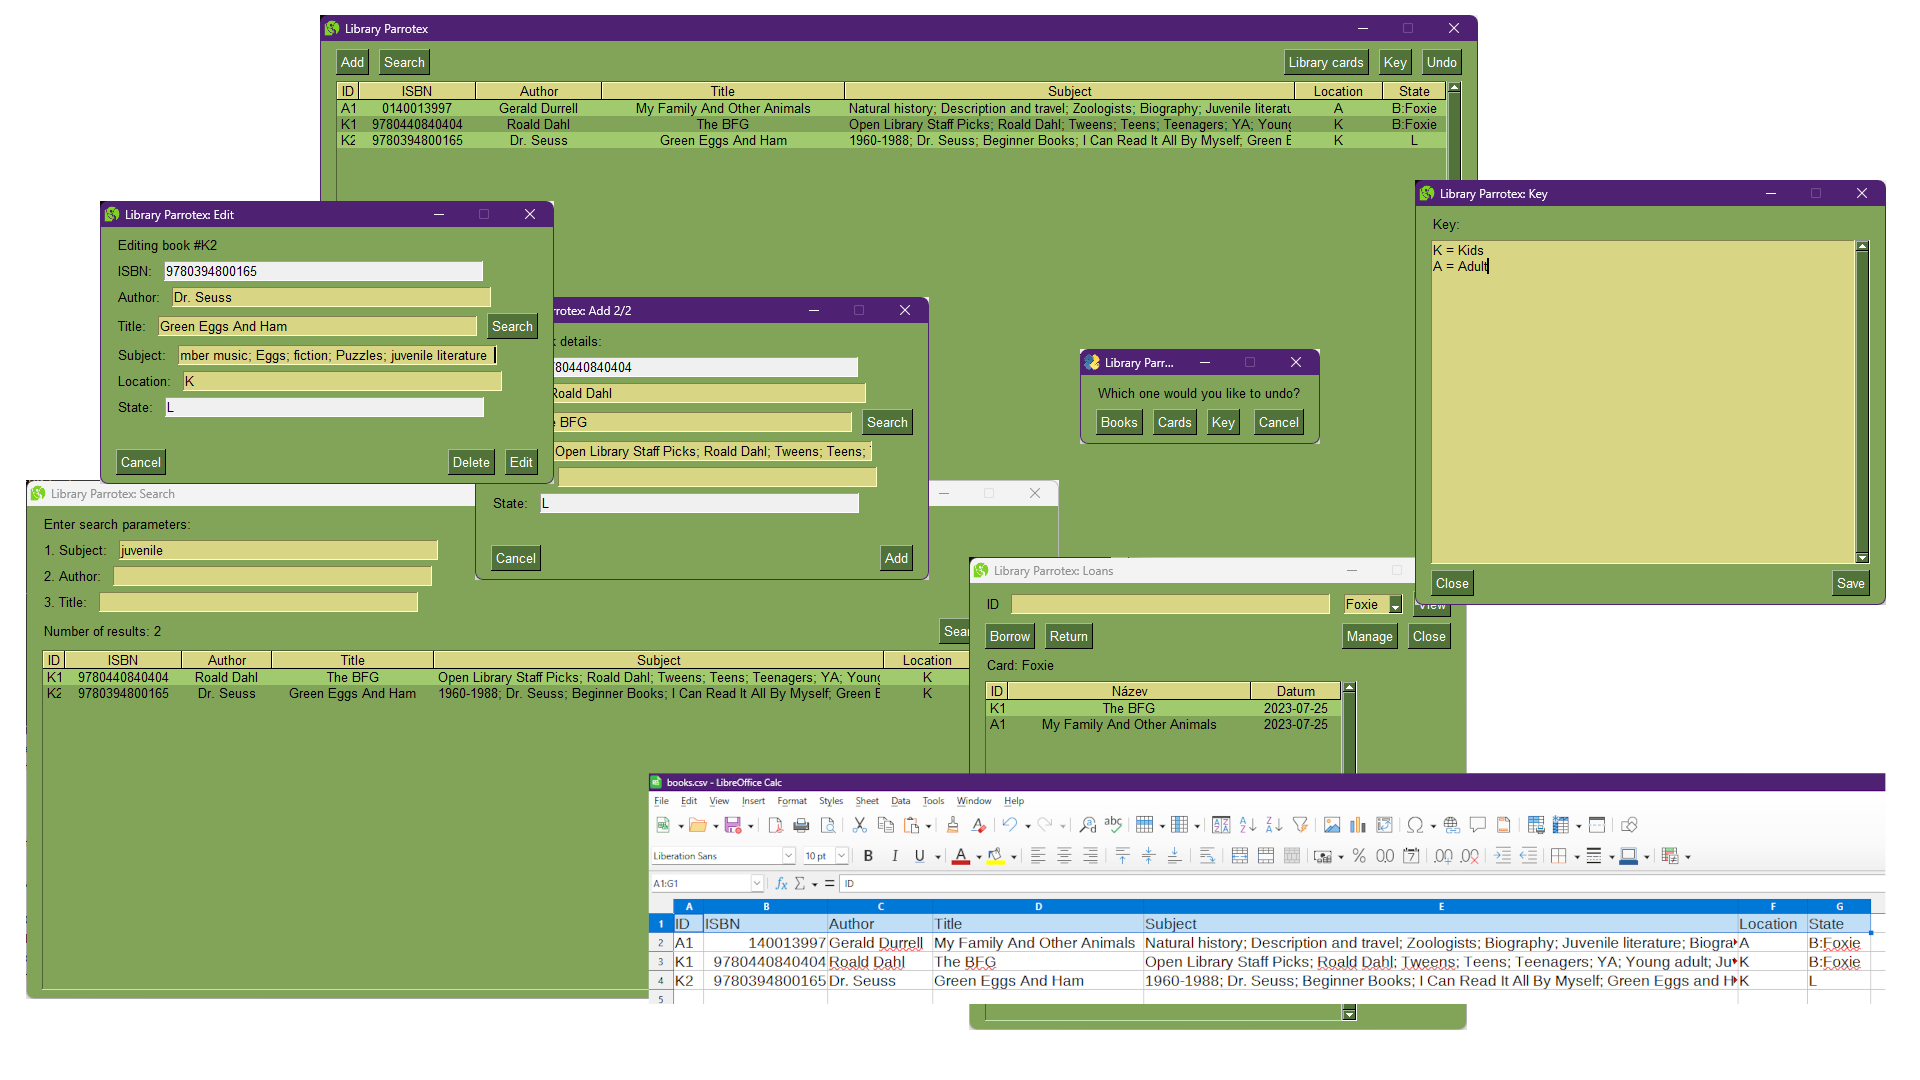 Library Parrotex
Add Search Library cards Key Undo
ID ISBN Author Title Subject Location State
A1 0140013997 Gerald Durrell My Family And Other Animals Natural history; Description and travel; Zoologists; Biography; Juvenile literatu A B:Foxie
K1 9780440840404 Roald Dahl The BFG Open Library Staff Picks; Roald Dahl; Tweens; Teens; Teenagers; YA; Young K B:Foxie
K2 9780394800165 Dr. Seuss Green Eggs And Ham 1960-1988; Dr. Seuss; Beginner Books; I Can Read It All By Myself; Green E K L
Library Parrotex: Edit
Editing book #K2
ISBN: 9780394800165
Author: Dr. Seuss
Title: Green Eggs And Ham Search
Subject: mber music; Eggs; fiction; Puzzles; juvenile literature
Location: K
State: L
Cancel Delete Edit
rrotex: Add 2/2
details:
780440840404
Roald Dahl
BFG Search
Open Library Staff Picks; Roald Dahl; Tweens; Teens;
State: L
Cancel Add
Library Parr...
Which one would you like to undo?
Books Cards Key Cancel
Library Parrotex: Key
Key:
K = Kids
A = Adult
Close Save
Library Parrotex: Search
Enter search parameters:
1. Subject: juvenile
2. Author:
3. Title:
Number of results: 2 Sear
ID ISBN Author Title Subject Location
K1 9780440840404 Roald Dahl The BFG Open Library Staff Picks; Roald Dahl; Tweens; Teens; Teenagers; YA; Young K
K2 9780394800165 Dr. Seuss Green Eggs And Ham 1960-1988; Dr. Seuss; Beginner Books; I Can Read It All By Myself; Green E K
Library Parrotex: Loans
ID Foxie View
Borrow Return Manage Close
Card: Foxie
ID Název Datum
K1 The BFG 2023-07-25
A1 My Family And Other Animals 2023-07-25
books.csv - LibreOffice Calc
File Edit View Insert Format Styles Sheet Data Tools Window Help
Liberation Sans 10 pt B I U A
A1:G1 fx Σ = ID
A B C D E F G
1 ID ISBN Author Title Subject Location State
2 A1 140013997 Gerald Durrell My Family And Other Animals Natural history; Description and travel; Zoologists; Biography; Juvenile literature; Biogra A B:Foxie
3 K1 9780440840404 Roald Dahl The BFG Open Library Staff Picks; Roald Dahl; Tweens; Teens; Teenagers; YA; Young adult; Ju K B:Foxie
4 K2 9780394800165 Dr. Seuss Green Eggs And Ham 1960-1988; Dr. Seuss; Beginner Books; I Can Read It All By Myself; Green Eggs and H K L
5